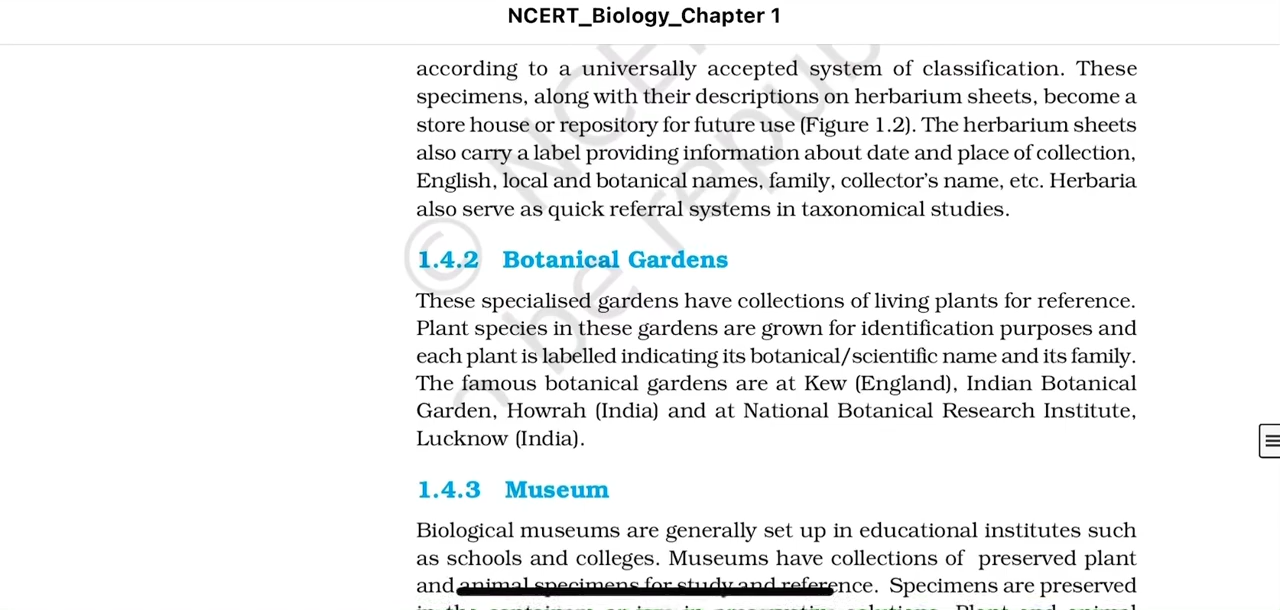 NCERT_Biology_Chapter 1
according to a universally accepted system of classification. These
specimens, along with their descriptions on herbarium sheets, become a
store house or repository for future use (Figure 1.2). The herbarium sheets
also carry a label providing information about date and place of collection,
English, local and botanical names, family, collector's name, etc. Herbaria
also serve as quick referral systems in taxonomical studies.
1.4.2 Botanical Gardens
These specialised gardens have collections of living plants for reference.
Plant species in these gardens are grown for identification purposes and
each plant is labelled indicating its botanical/scientific name and its family.
The famous botanical gardens are at Kew (England), Indian Botanical
Garden, Howrah (India) and at National Botanical Research Institute,
Lucknow (India).
1.4.3 Museum
Biological museums are generally set up in educational institutes such
as schools and colleges. Museums have collections of preserved plant
and animal specimens for study and reference. Specimens are preserved